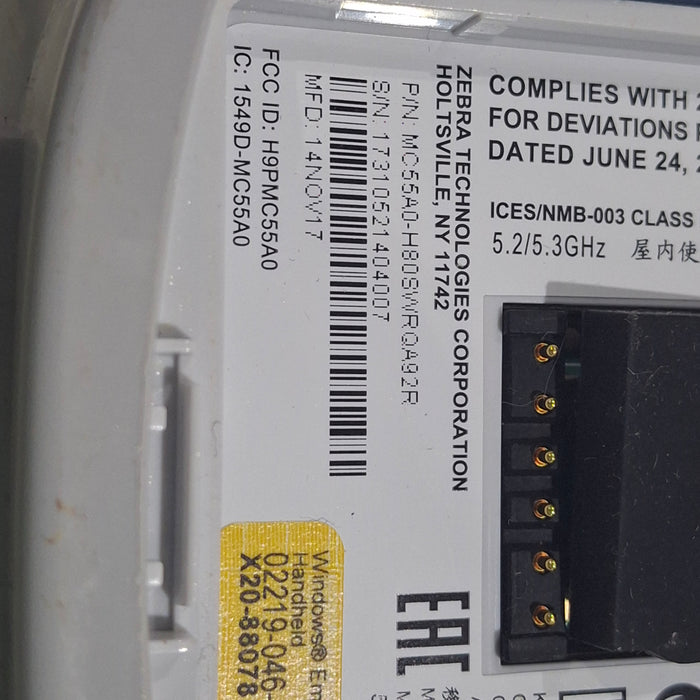 COMPLIES WITH
FOR DEVIATIONS
DATED JUNE 24,
ICES/NMB-003 CLASS
5.2/5.3GHz 屋内使
ZEBRA TECHNOLOGIES CORPORATION
HOLTSVILLE, NY 11742
P/N: MC55A0-H80SWRQA92R
S/N: 17310521404007
MFD: 14NOV17
FCC ID: H9PMC55A0
IC: 1549D-MC55A0
EAC
Windows®
Handheld
02219-046-
X20-88078